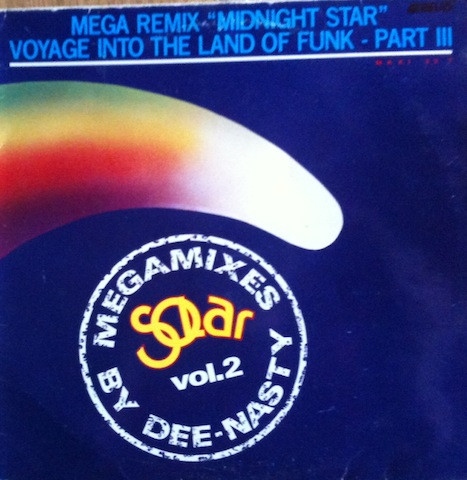 MEGA REMIX "MIDNIGHT STAR"
VOYAGE INTO THE LAND OF FUNK - PART III
MEGAMIXES
SOLar
vol.2
BY DEE-NASTY